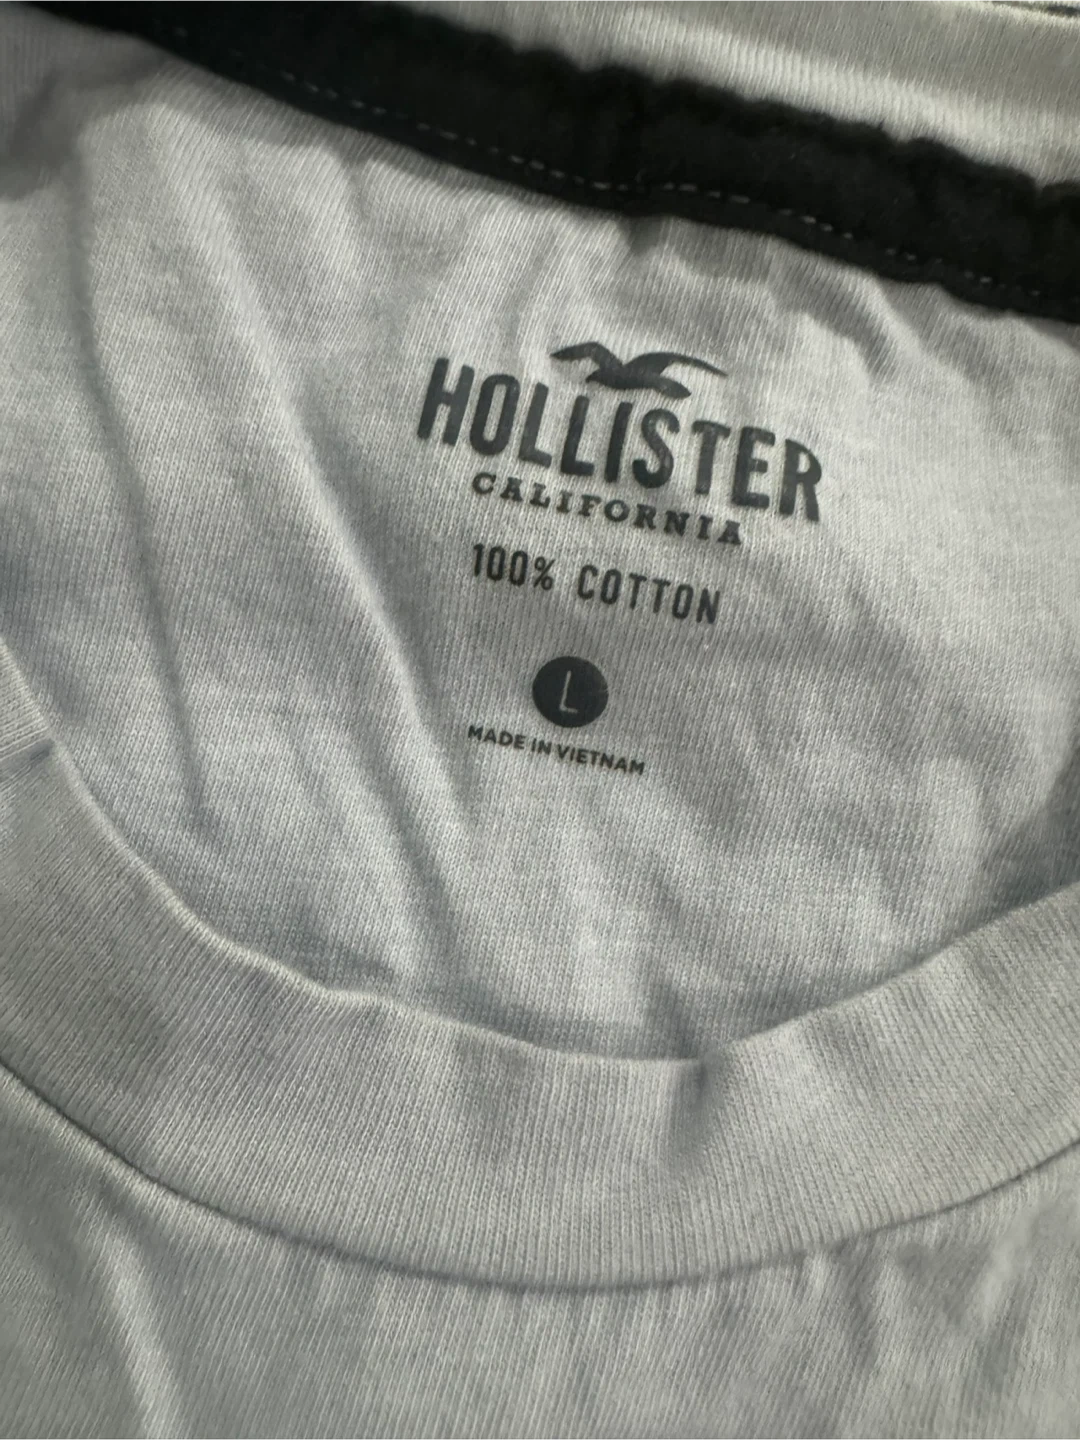 HOLLISTER
CALIFORNIA
100% COTTON
L
MADE IN VIETNAM